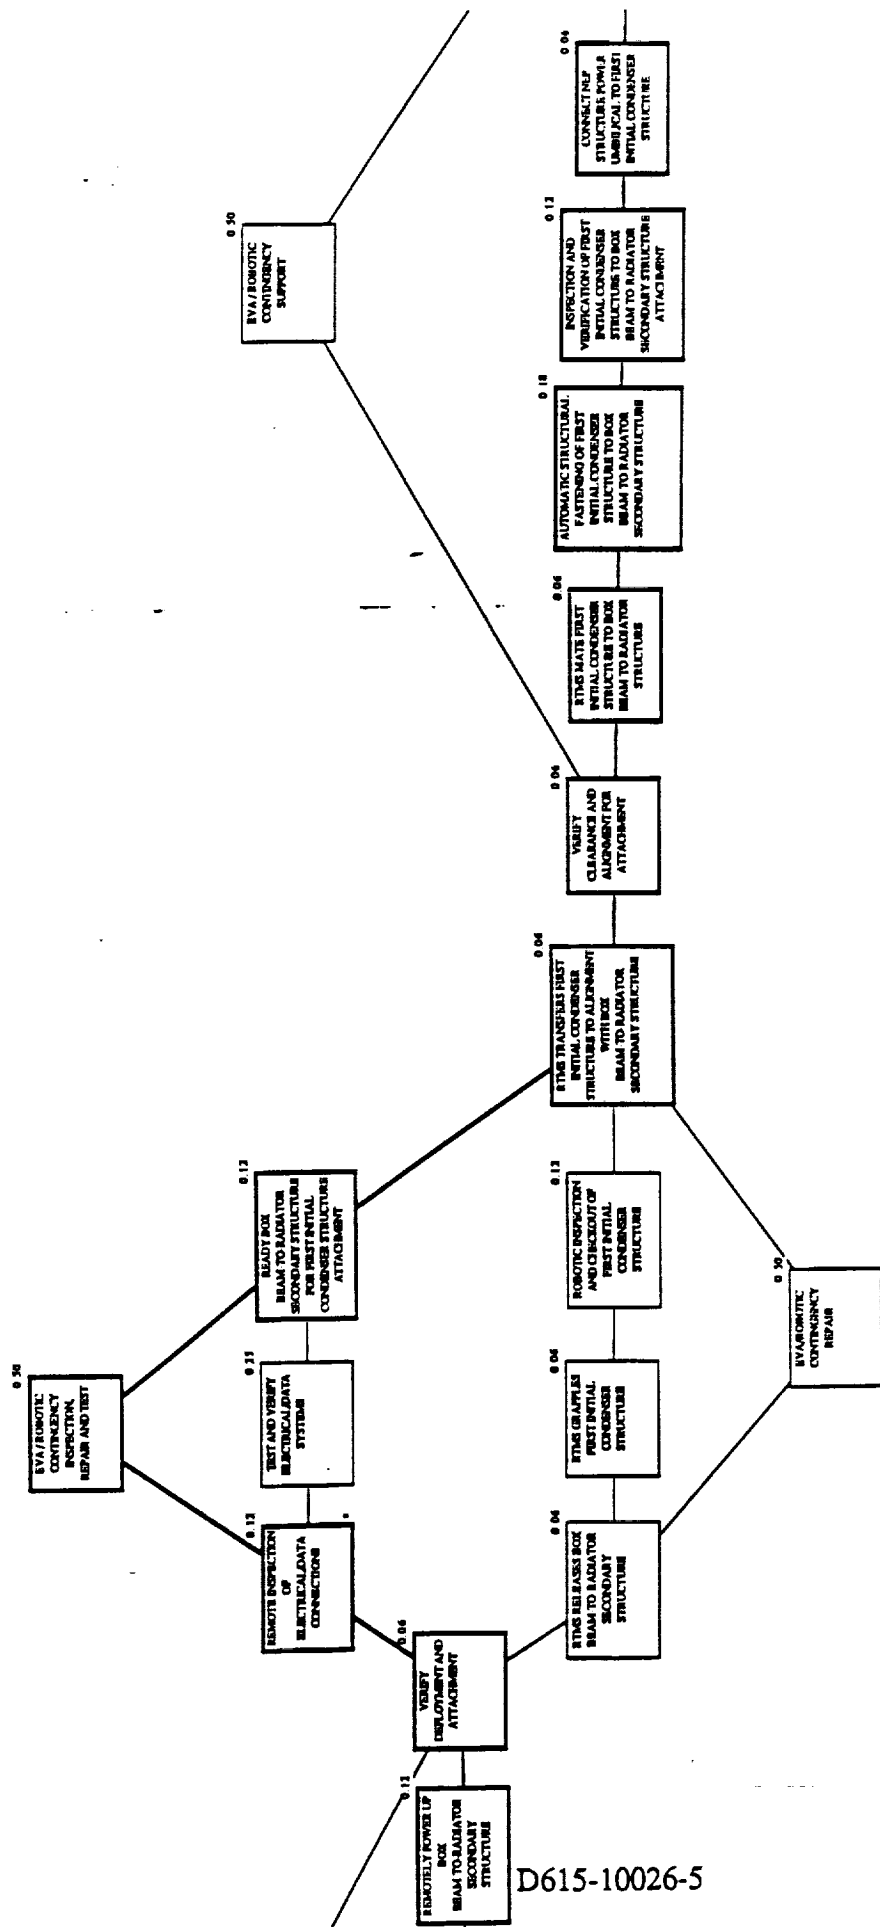 0.50
EVA / ROBOTIC
CONTINGENCY
INSPECTION,
REPAIR AND TEST
0.50
EVA / ROBOTIC
CONTINGENCY
SUPPORT
0.12
REMOTE INSPECTION
OF
ELECTRICAL/DATA
CONNECTIONS
0.25
TEST AND VERIFY
ELECTRICAL/DATA
SYSTEMS
0.12
READY BOX
BEAM-TO-RADIATOR
SECONDARY STRUCTURE
FOR FIRST INITIAL
CONDENSER STRUCTURE
ATTACHMENT
0.12
REMOTELY POWER UP
BOX
BEAM TO-RADIATOR
SECONDARY
STRUCTURE
0.06
VERIFY
DEPLOYMENT AND
ATTACHMENT
0.06
RTMS RELEASES BOX
BEAM TO RADIATOR
SECONDARY
STRUCTURE
0.06
RTMS GRAPPLES
FIRST INITIAL
CONDENSER
STRUCTURE
0.12
ROBOTIC INSPECTION
AND CHECKOUT OF
FIRST INITIAL
CONDENSER
STRUCTURE
0.06
RTMS TRANSFERS FIRST
INITIAL CONDENSER
STRUCTURE TO ALIGNMENT
WITH BOX
BEAM-TO-RADIATOR
SECONDARY STRUCTURE
0.06
VERIFY
CLEARANCE AND
ALIGNMENT FOR
ATTACHMENT
0.06
RTMS MATE FIRST
INITIAL CONDENSER
STRUCTURE TO BOX
BEAM TO RADIATOR
STRUCTURE
0.18
AUTOMATIC STRUCTURAL
FASTENING OF FIRST
INITIAL CONDENSER
STRUCTURE TO BOX
BEAM TO RADIATOR
SECONDARY STRUCTURE
0.12
INSPECTION AND
VERIFICATION OF FIRST
INITIAL CONDENSER
STRUCTURE TO BOX
BEAM TO RADIATOR
SECONDARY STRUCTURE
ATTACHMENT
0.06
CONNECT NEP
STRUCTURE POWER
UMBILICAL TO FIRST
INITIAL CONDENSER
STRUCTURE
0.50
EVA/ROBOTIC
CONTINGENCY
REPAIR
D615-10026-5